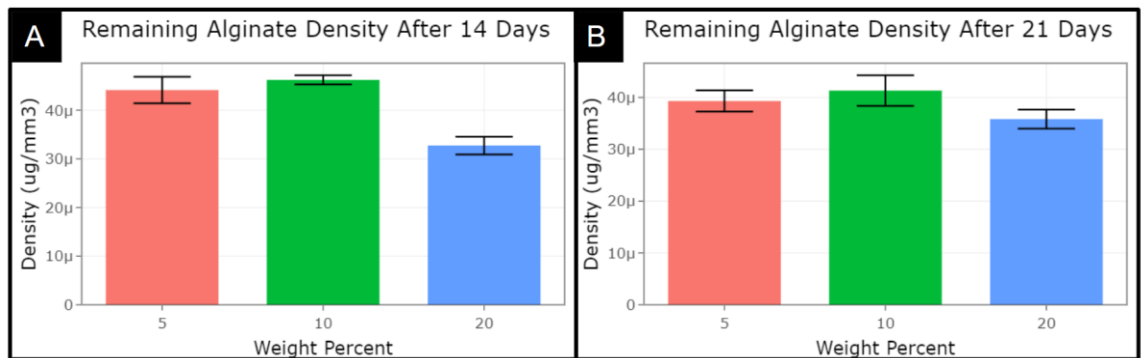 A
Remaining Alginate Density After 14 Days
Density (ug/mm3)
40µ
30µ
20µ
10µ
0
5
10
20
Weight Percent
B
Remaining Alginate Density After 21 Days
Density (ug/mm3)
40µ
30µ
20µ
10µ
0
5
10
20
Weight Percent